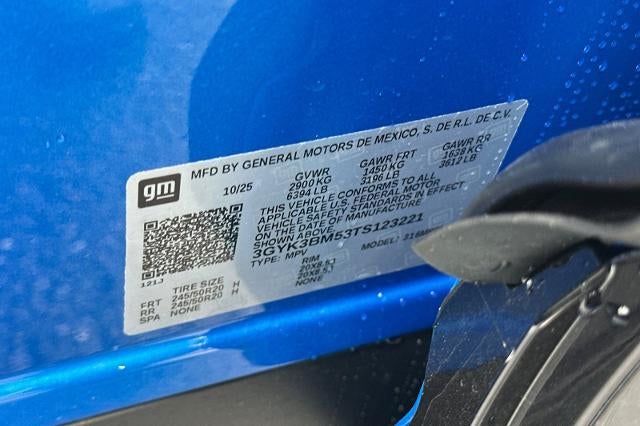 gm
MFD BY GENERAL MOTORS DE MEXICO, S. DE R.L. DE C.V.
10/25 GVWR GAWR FRT GAWR RR
2900 KG 1450 KG 1638 KG
6394 LB 3196 LB 3612 LB
THIS VEHICLE CONFORMS TO ALL
APPLICABLE U.S. FEDERAL MOTOR
VEHICLE SAFETY STANDARDS IN EFFECT
ON THE DATE OF MANUFACTURE
SHOWN ABOVE.
3GYK3BM53TS123221
TYPE: MPV MODEL:
121J
TIRE SIZE RIM
FRT 245/50R20 H 20X8.5J
RR 245/50R20 H 20X8.5J
SPA NONE NONE